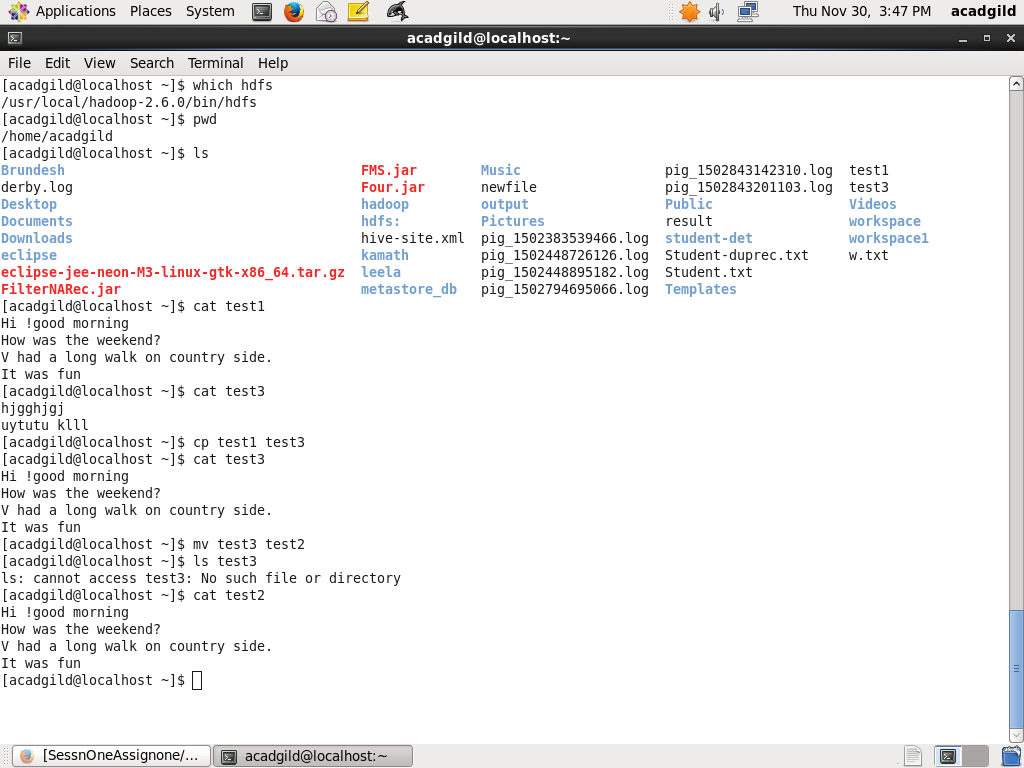 Applications Places System Thu Nov 30, 3:47 PM acadgild
acadgild@localhost:~
File Edit View Search Terminal Help
[acadgild@localhost ~]$ which hdfs
/usr/local/hadoop-2.6.0/bin/hdfs
[acadgild@localhost ~]$ pwd
/home/acadgild
[acadgild@localhost ~]$ ls
Brundesh FMS.jar Music pig_1502843142310.log test1
derby.log Four.jar newfile pig_1502843201103.log test3
Desktop hadoop output Public Videos
Documents hdfs: Pictures result workspace
Downloads hive-site.xml pig_1502383539466.log student-det workspace1
eclipse kamath pig_1502448726126.log Student-duprec.txt w.txt
eclipse-jee-neon-M3-linux-gtk-x86_64.tar.gz leela pig_1502448895182.log Student.txt
FilterNARec.jar metastore_db pig_1502794695066.log Templates
[acadgild@localhost ~]$ cat test1
Hi !good morning
How was the weekend?
V had a long walk on country side.
It was fun
[acadgild@localhost ~]$ cat test3
hjgghjgj
uytutu klll
[acadgild@localhost ~]$ cp test1 test3
[acadgild@localhost ~]$ cat test3
Hi !good morning
How was the weekend?
V had a long walk on country side.
It was fun
[acadgild@localhost ~]$ mv test3 test2
[acadgild@localhost ~]$ ls test3
ls: cannot access test3: No such file or directory
[acadgild@localhost ~]$ cat test2
Hi !good morning
How was the weekend?
V had a long walk on country side.
It was fun
[acadgild@localhost ~]$
[SessnOneAssignone/... acadgild@localhost:~